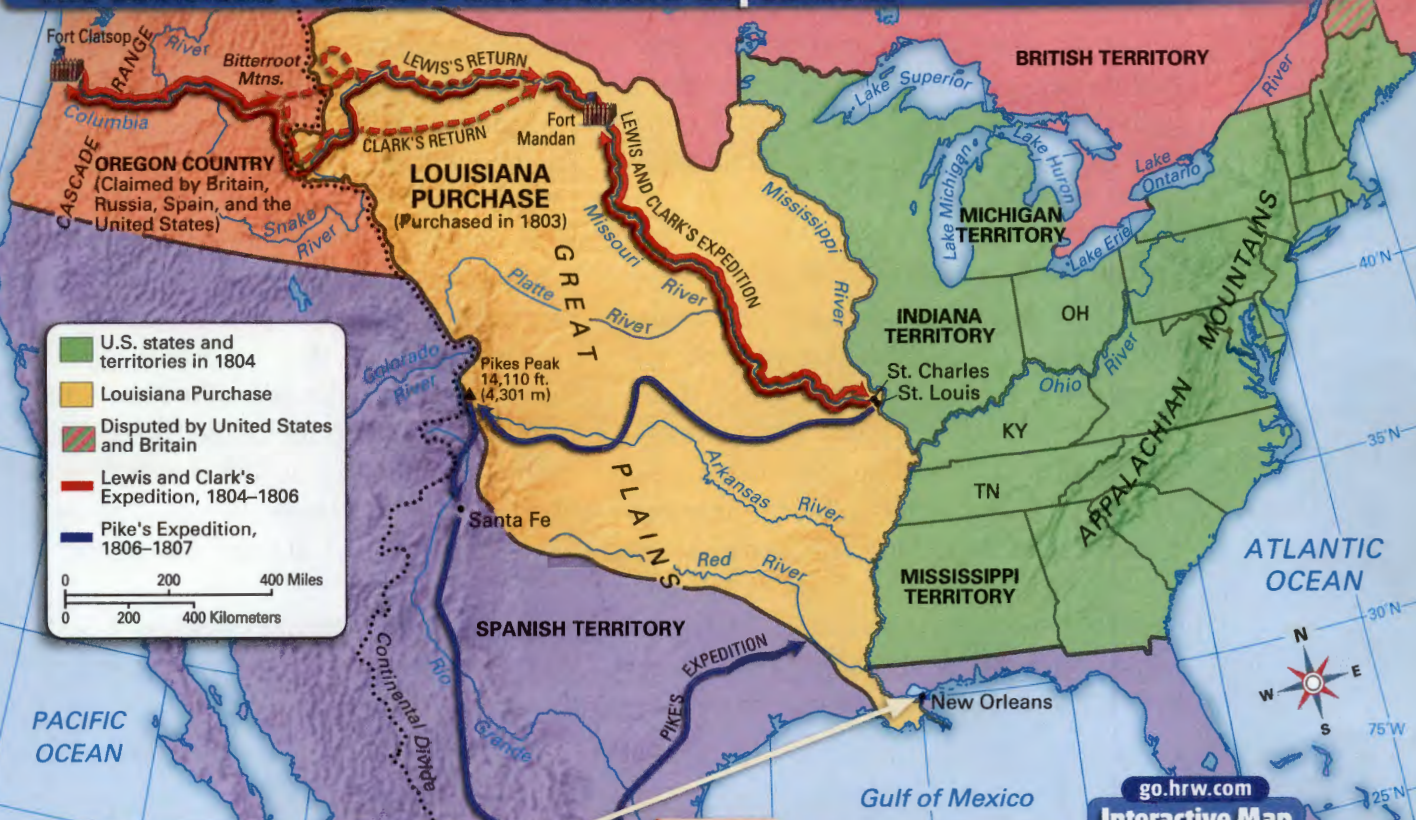 Fort Clatsop
RANGE
River
Bitterroot
Mtns.
LEWIS'S RETURN
Columbia
CASCADE
OREGON COUNTRY
(Claimed by Britain,
Russia, Spain, and the
United States)
Snake
River
CLARK'S RETURN
Fort
Mandan
LOUISIANA
PURCHASE
(Purchased in 1803)
LEWIS AND CLARK'S EXPEDITION
Missouri
River
Mississippi
River
GREAT
PLAINS
Platte
River
BRITISH TERRITORY
Lake Superior
Lake Michigan
Lake Huron
Lake
Ontario
Lake Erie
River
MICHIGAN
TERRITORY
INDIANA
TERRITORY
OH
Ohio
River
APPALACHIAN
MOUNTAINS
40°N
St. Charles
St. Louis
KY
35°N
TN
MISSISSIPPI
TERRITORY
Colorado
River
Pikes Peak
14,110 ft.
(4,301 m)
Arkansas
River
Santa Fe
Red
River
SPANISH TERRITORY
Continental Divide
Rio
Grande
PIKE'S
EXPEDITION
New Orleans
ATLANTIC
OCEAN
30°N
N
W
E
S
75°W
25°N
PACIFIC
OCEAN
Gulf of Mexico
U.S. states and
territories in 1804
Louisiana Purchase
Disputed by United States
and Britain
Lewis and Clark's
Expedition, 1804–1806
Pike's Expedition,
1806–1807
0 200 400 Miles
0 200 400 Kilometers
go.hrw.com
Interactive Map